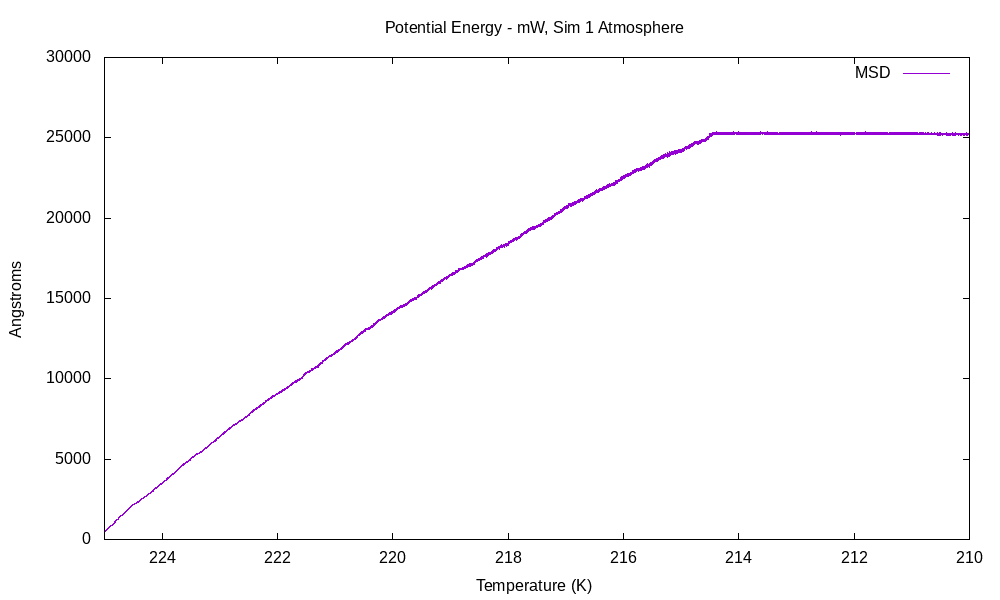 Potential Energy - mW, Sim 1 Atmosphere
MSD
30000
25000
20000
15000
10000
5000
0
Angstroms
224 222 220 218 216 214 212 210
Temperature (K)